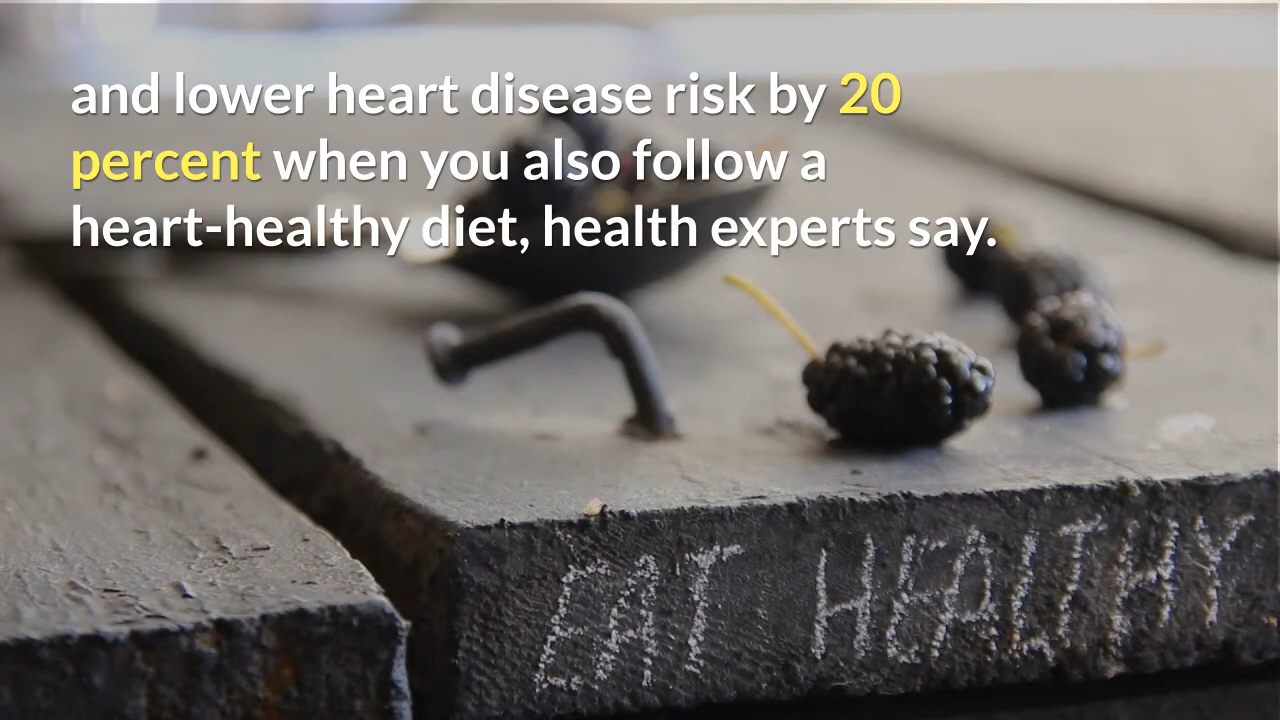 and lower heart disease risk by 20
percent when you also follow a
heart-healthy diet, health experts say.
EAT HEALTHY